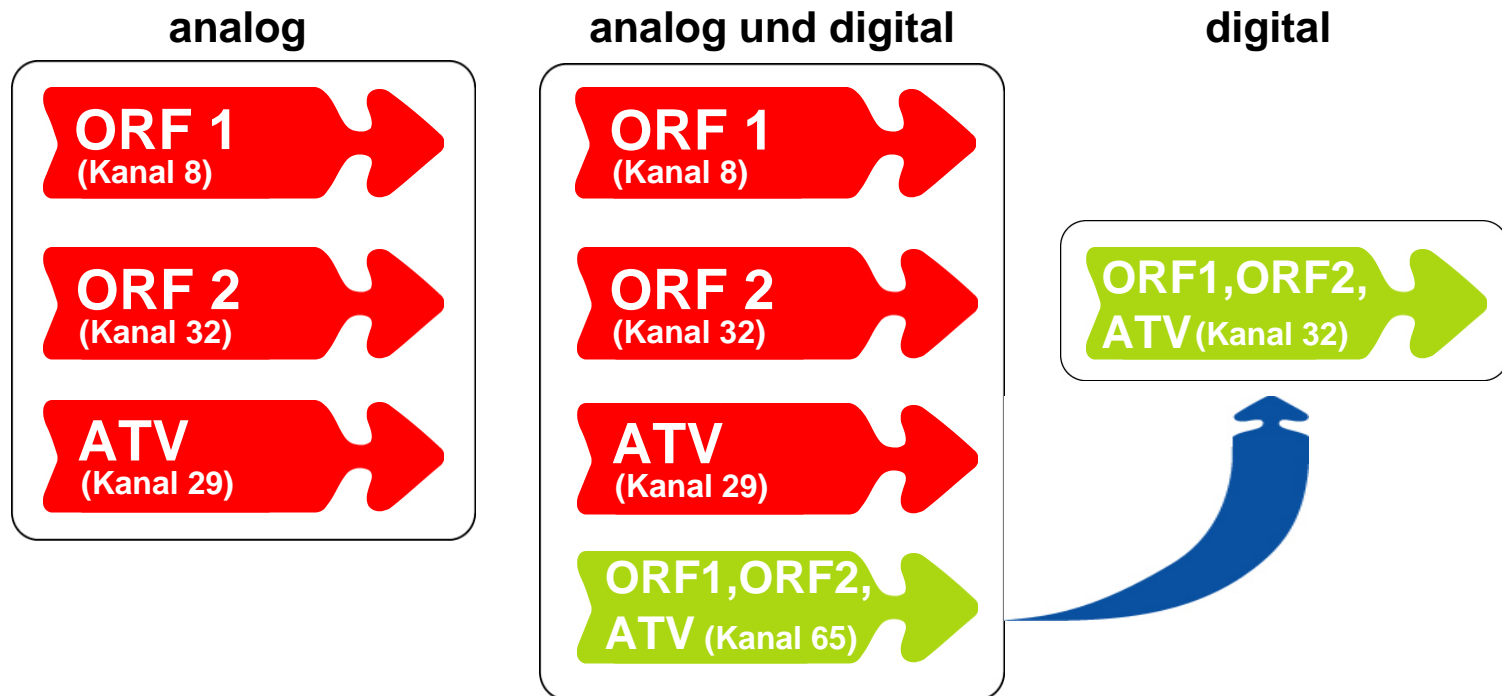 analog
ORF 1
(Kanal 8)
ORF 2
(Kanal 32)
ATV
(Kanal 29)
analog und digital
ORF 1
(Kanal 8)
ORF 2
(Kanal 32)
ATV
(Kanal 29)
ORF1,ORF2,
ATV (Kanal 65)
digital
ORF1,ORF2,
ATV (Kanal 32)